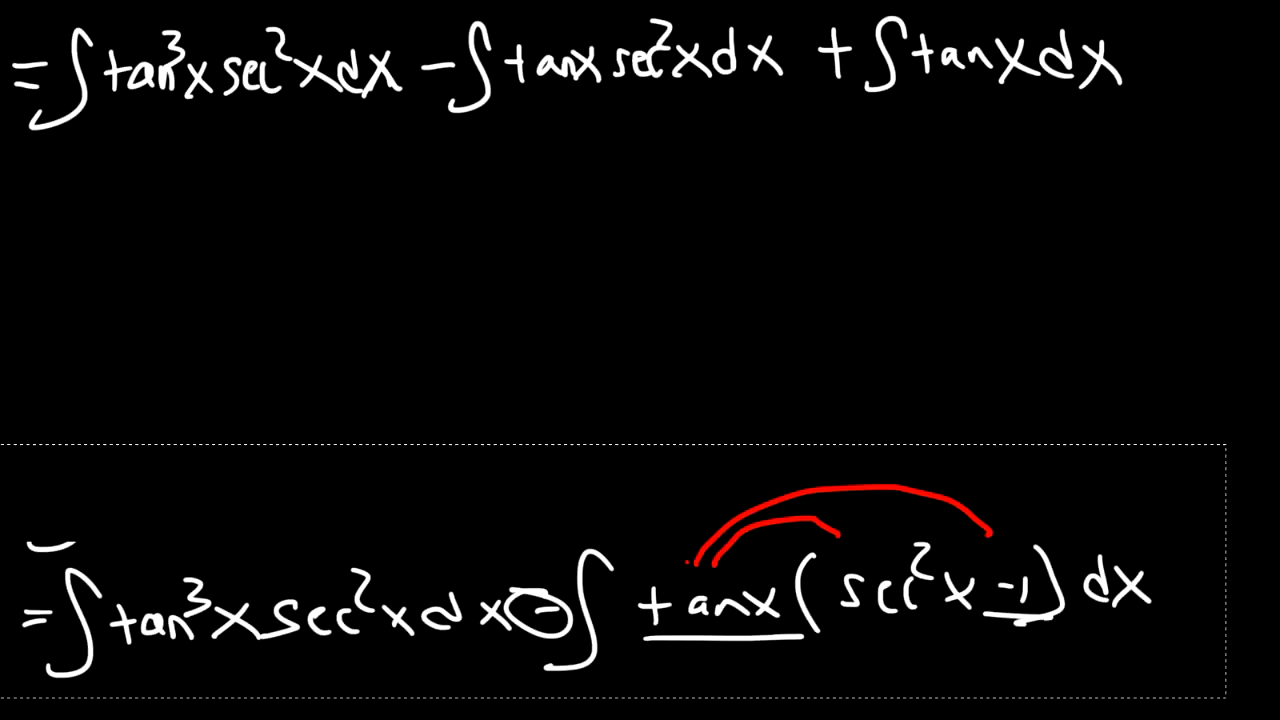 = ∫ tan³x sec²x dx - ∫ tanx sec²x dx + ∫ tanx dx
= ∫ tan³x sec²x dx - ∫ tanx (sec²x - 1) dx